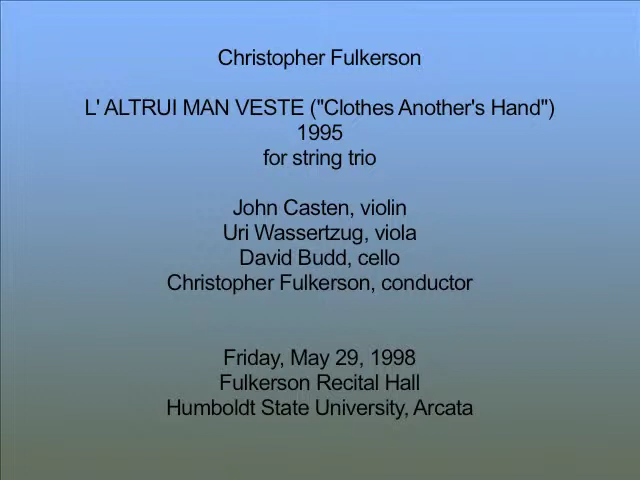 Christopher Fulkerson
L' ALTRUI MAN VESTE ("Clothes Another's Hand")
1995
for string trio
John Casten, violin
Uri Wassertzug, viola
David Budd, cello
Christopher Fulkerson, conductor
Friday, May 29, 1998
Fulkerson Recital Hall
Humboldt State University, Arcata